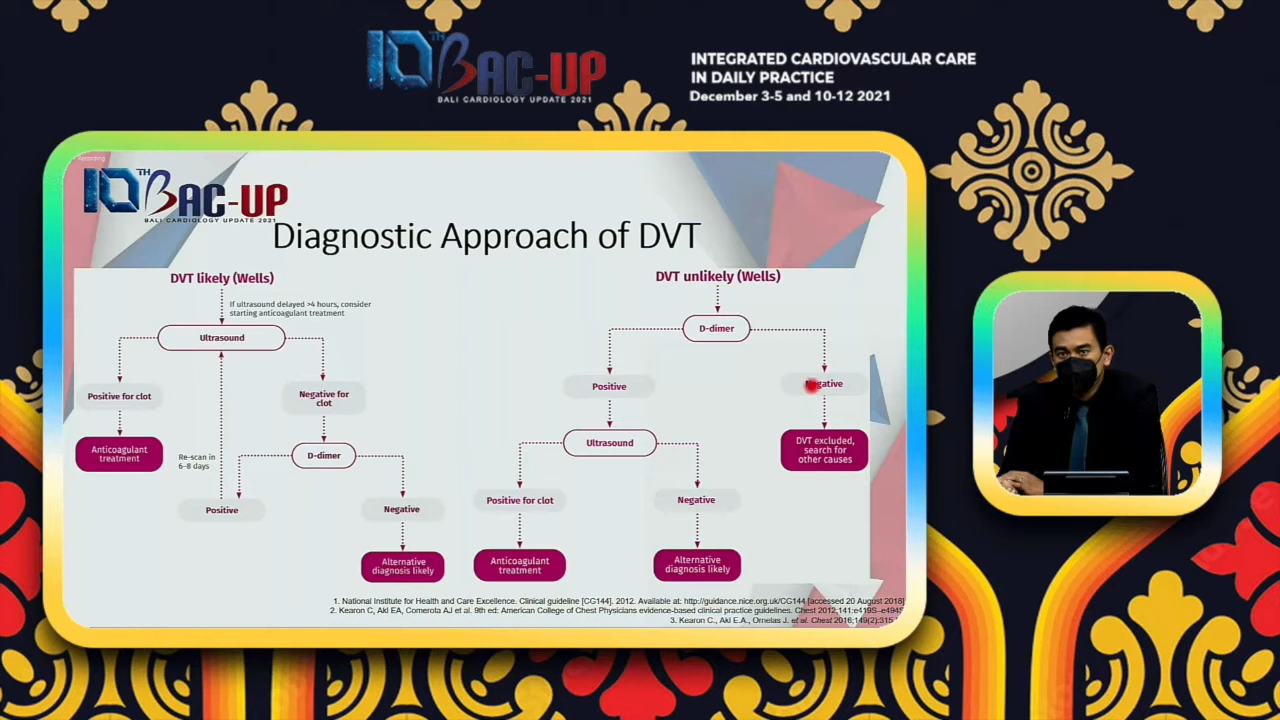 10TH BAC-UP
BALI CARDIOLOGY UPDATE 2021
INTEGRATED CARDIOVASCULAR CARE
IN DAILY PRACTICE
December 3-5 and 10-12 2021
Recording
10TH BAC-UP
BALI CARDIOLOGY UPDATE 2021
Diagnostic Approach of DVT
DVT likely (Wells)
If ultrasound delayed >4 hours, consider
starting anticoagulant treatment
Ultrasound
Positive for clot
Negative for
clot
Anticoagulant
treatment
Re-scan in
6-8 days
D-dimer
Positive
Negative
Alternative
diagnosis likely
DVT unlikely (Wells)
D-dimer
Positive
Negative
Ultrasound
DVT excluded,
search for
other causes
Positive for clot
Negative
Anticoagulant
treatment
Alternative
diagnosis likely
1. National Institute for Health and Care Excellence. Clinical guideline [CG144]. 2012. Available at: http://guidance.nice.org.uk/CG144 [accessed 20 August 2018]
2. Kearon C, Akl EA, Comerota AJ et al. 9th ed: American College of Chest Physicians evidence-based clinical practice guidelines. Chest 2012;141:e419S–e494S
3. Kearon C., Akl E.A., Ornelas J. et al. Chest 2016;149(2):315